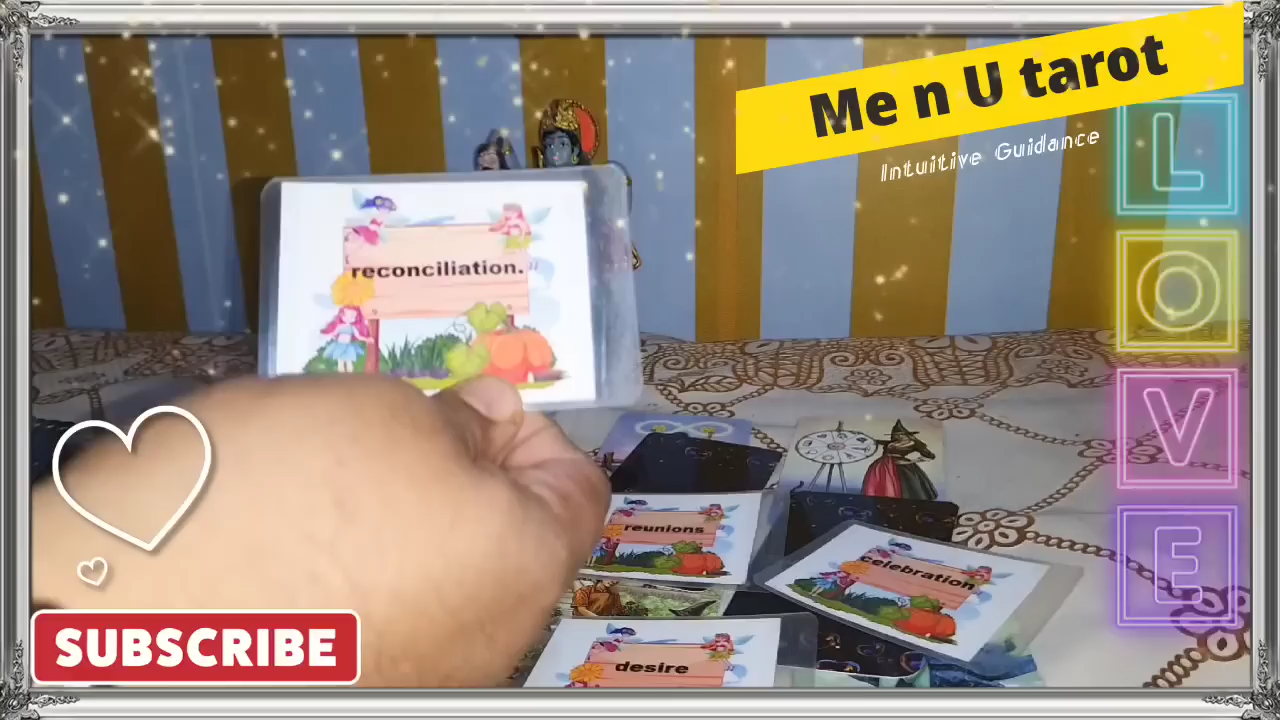 Me n U tarot
Intuitive Guidance
L
O
V
E
reconciliation.
reunions
celebration
desire
SUBSCRIBE